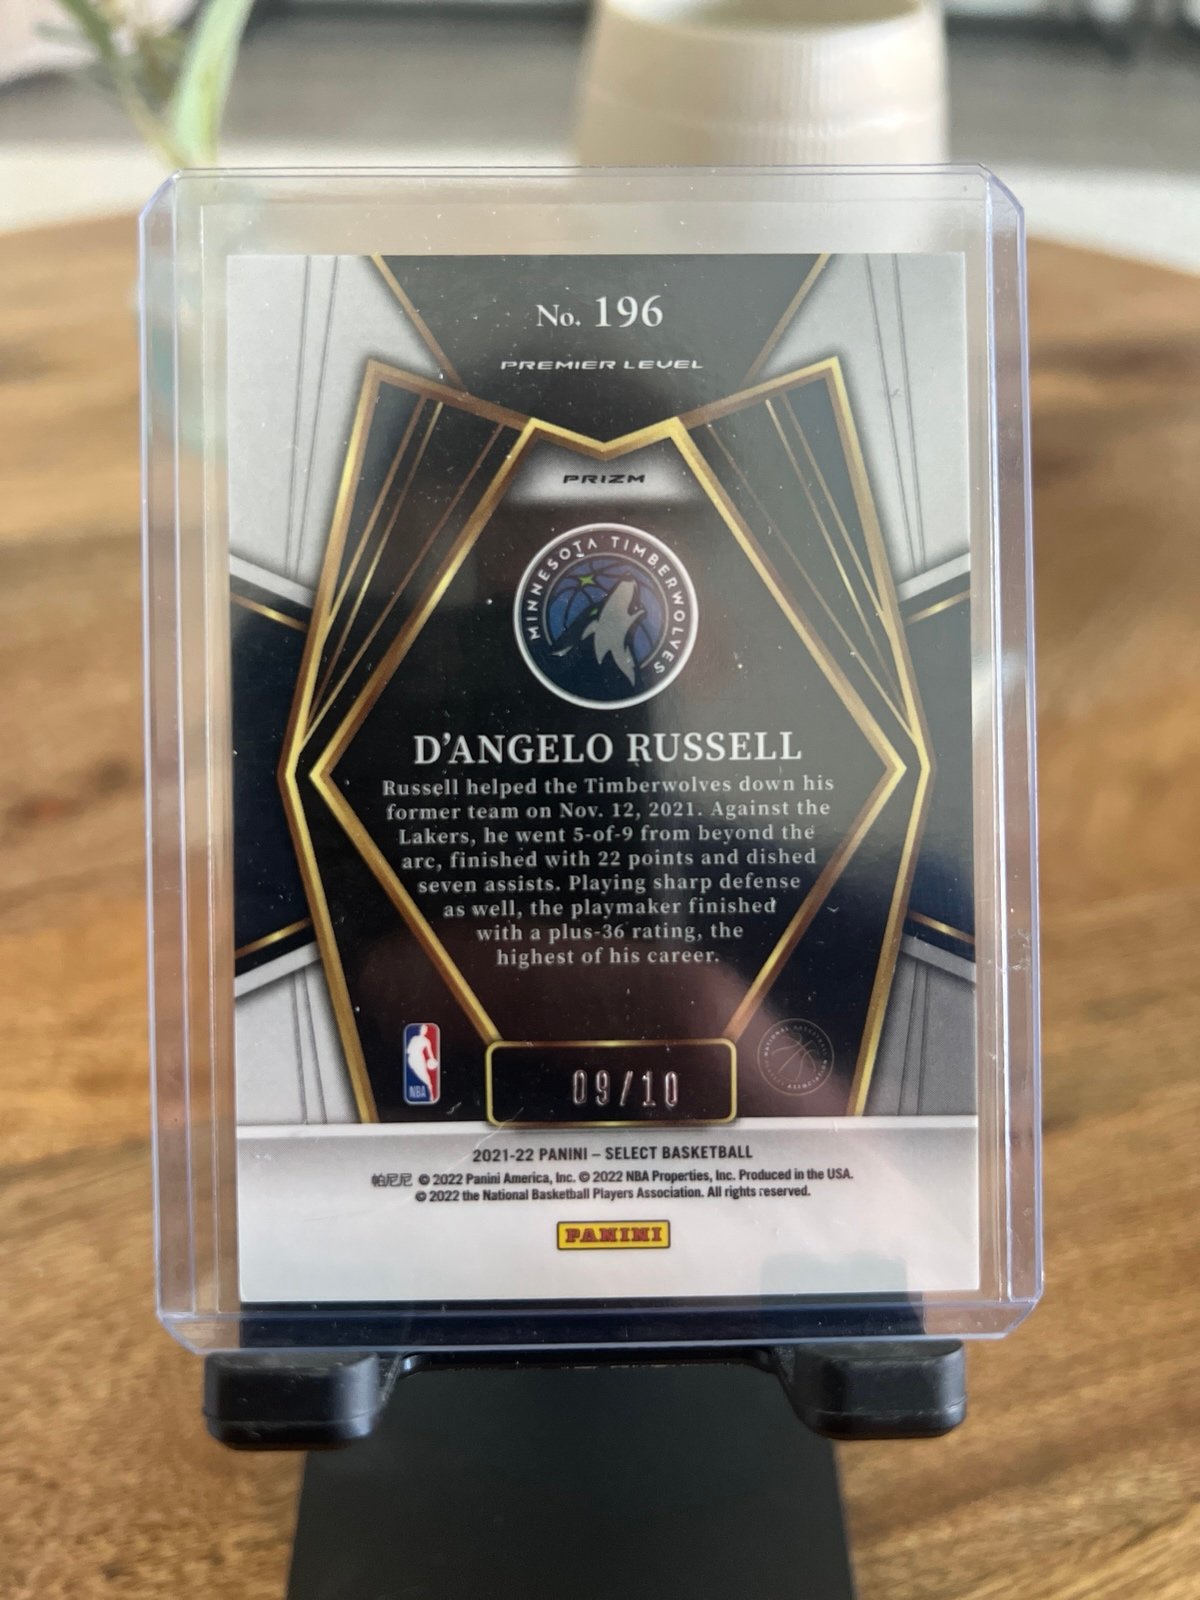 No. 196
PREMIER LEVEL
PRIZM
MINNESOTA TIMBERWOLVES
D'ANGELO RUSSELL
Russell helped the Timberwolves down his
former team on Nov. 12, 2021. Against the
Lakers, he went 5-of-9 from beyond the
arc, finished with 22 points and dished
seven assists. Playing sharp defense
as well, the playmaker finished
with a plus-36 rating, the
highest of his career.
NBA
09/10
NATIONAL BASKETBALL PLAYERS ASSOCIATION
2021-22 PANINI – SELECT BASKETBALL
帕尼尼 © 2022 Panini America, Inc. © 2022 NBA Properties, Inc. Produced in the USA.
© 2022 the National Basketball Players Association. All rights reserved.
PANINI